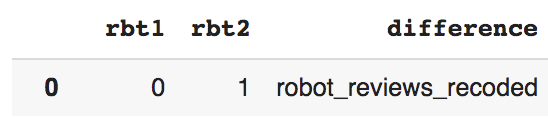 rbt1 rbt2 difference
0 0 1 robot_reviews_recoded